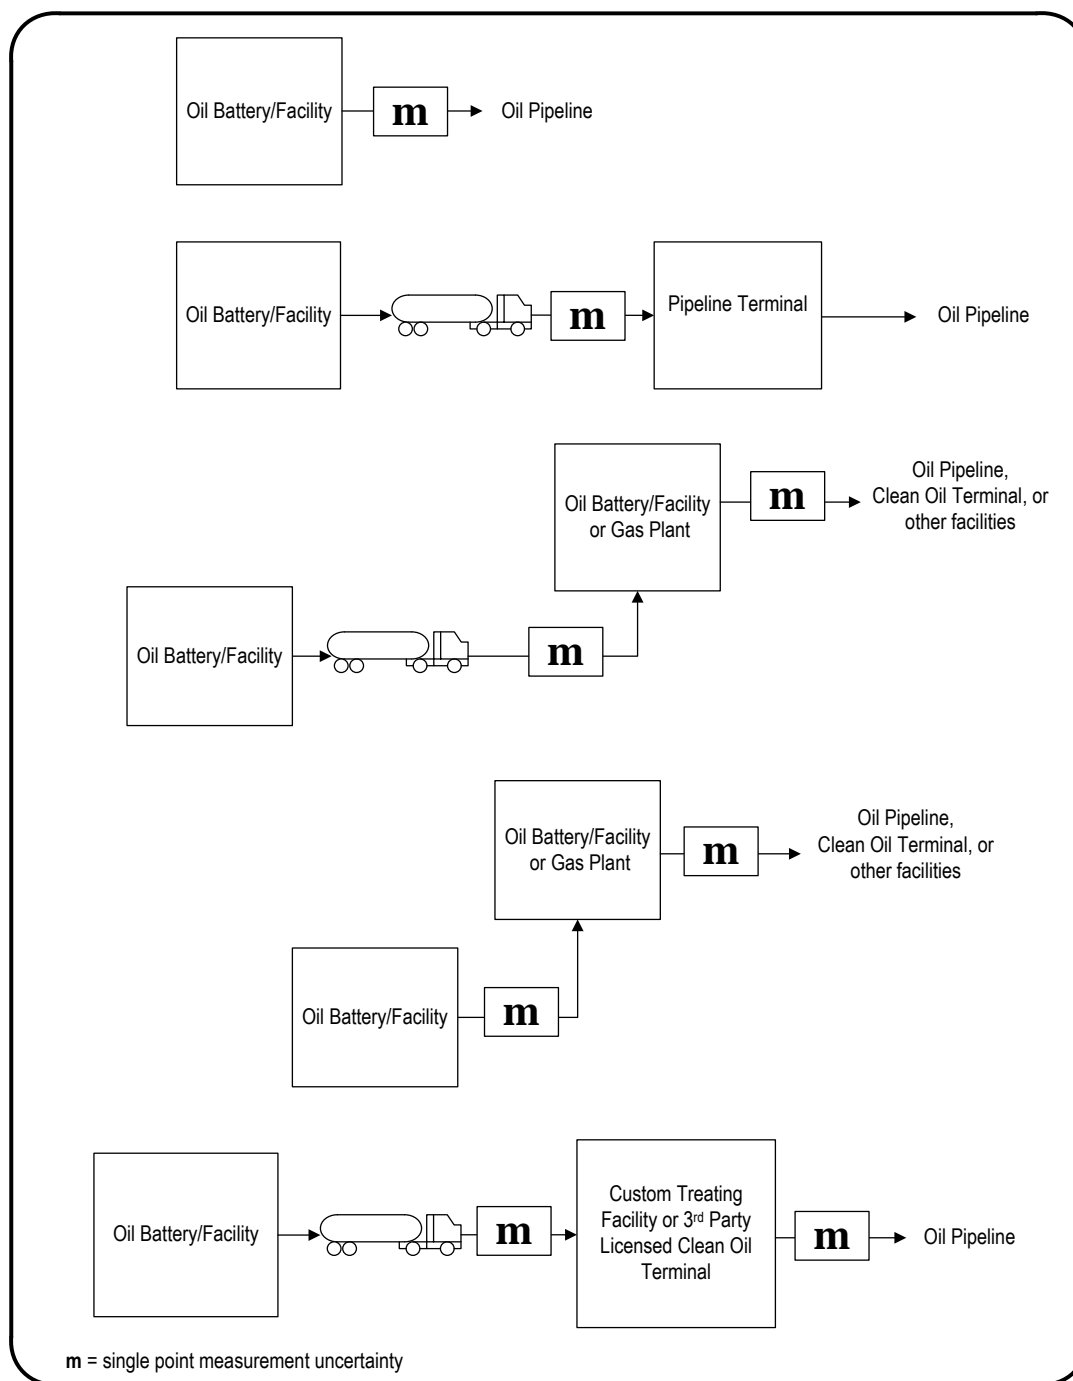 Oil Battery/Facility
m
Oil Pipeline
Oil Battery/Facility
m
Pipeline Terminal
Oil Pipeline
Oil Battery/Facility
or Gas Plant
m
Oil Pipeline,
Clean Oil Terminal, or
other facilities
Oil Battery/Facility
m
Oil Battery/Facility
or Gas Plant
m
Oil Pipeline,
Clean Oil Terminal, or
other facilities
Oil Battery/Facility
m
Oil Battery/Facility
m
Custom Treating
Facility or 3rd Party
Licensed Clean Oil
Terminal
m
Oil Pipeline
m = single point measurement uncertainty